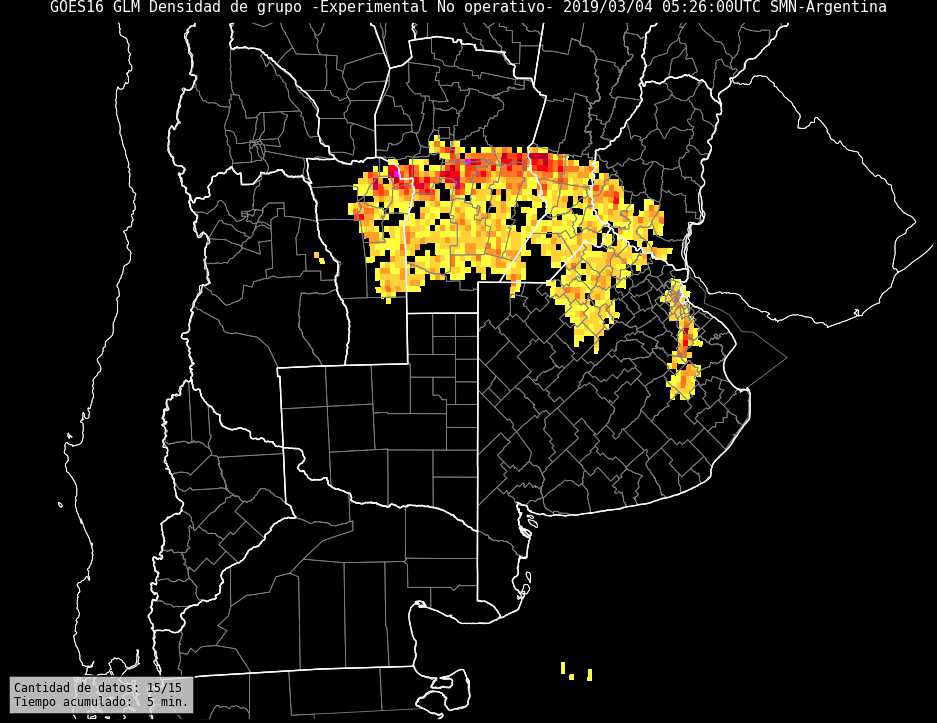 GOES16 GLM Densidad de grupo -Experimental No operativo- 2019/03/04 05:26:00UTC SMN-Argentina
Cantidad de datos: 15/15
Tiempo acumulado:  5 min.